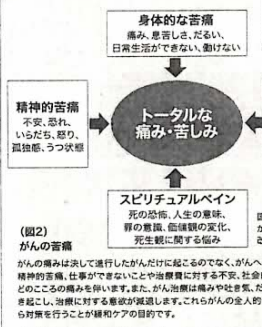 身体的な苦痛
痛み、息苦しさ、だるい、
日常生活ができない、働けない
精神的苦痛
不安、恐れ、
いらだち、怒り、
孤独感、うつ状態
トータルな
痛み・苦しみ
スピリチュアルペイン
死の恐怖、人生の意味、
罪の意識、価値観の変化、
死生観に関する悩み
(図2)
がんの苦痛
がんの痛みは決して進行したがんだけに起こるのでなく、がんへ
精神的苦痛、仕事ができないことや治療費に対する不安、社会
どのこころの痛みを伴います。また、がん治療は痛みや吐き気、だ
き起こし、治療に対する意欲が減退します。これらがんの全人的
ら対策を行うことが緩和ケアの目的です。